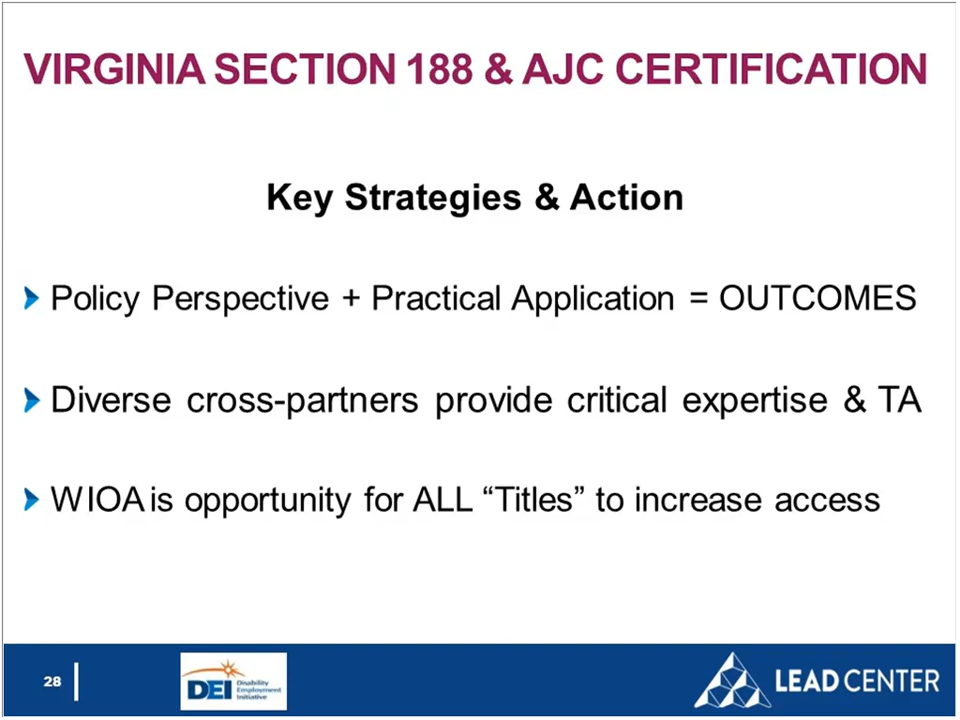 VIRGINIA SECTION 188 & AJC CERTIFICATION
Key Strategies & Action
Policy Perspective + Practical Application = OUTCOMES
Diverse cross-partners provide critical expertise & TA
WIOA is opportunity for ALL “Titles” to increase access
28
DEI
Disability
Employment
Initiative
LEAD CENTER